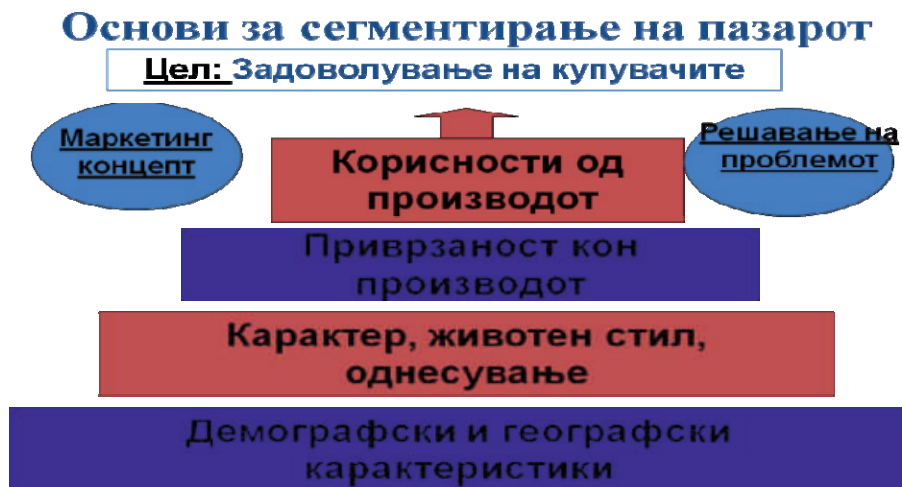 Основи за сегментирање на пазарот
Цел: Задоволување на купувачите
Маркетинг
концепт
Решавање на
проблемот
Корисности од
производот
Приврзаност кон
производот
Карактер, животен стил,
однесување
Демографски и географски
карактеристики